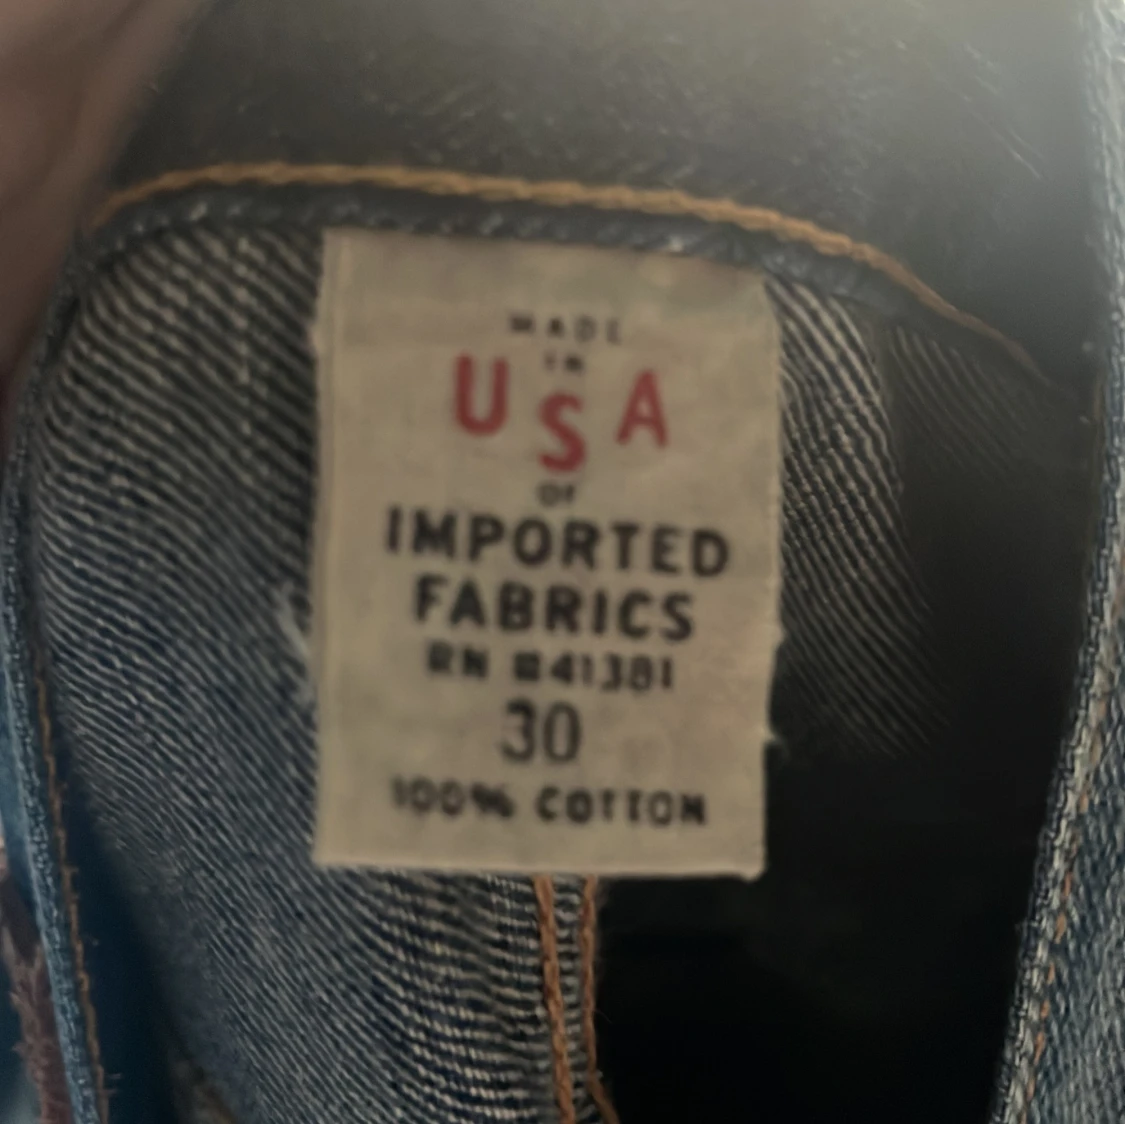 MADE
IN
USA
OF
IMPORTED
FABRICS
RN #41381
30
100% COTTON